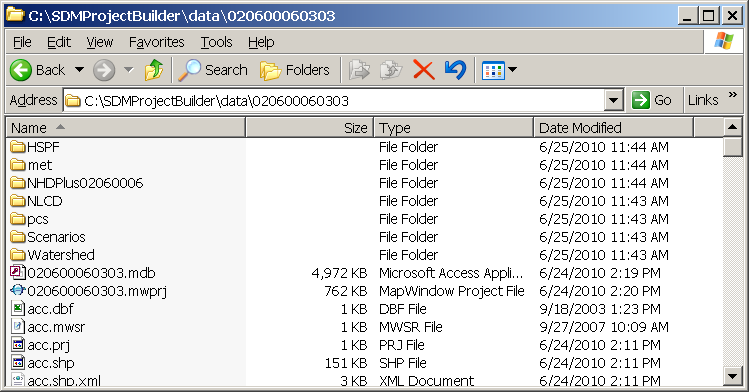 C:\SDMProjectBuilder\data\020600060303
File Edit View Favorites Tools Help
Back Search Folders
Address C:\SDMProjectBuilder\data\020600060303 Go Links »
Name Size Type Date Modified
HSPF File Folder 6/25/2010 11:44 AM
met File Folder 6/25/2010 11:44 AM
NHDPlus02060006 File Folder 6/25/2010 11:44 AM
NLCD File Folder 6/25/2010 11:43 AM
pcs File Folder 6/25/2010 11:43 AM
Scenarios File Folder 6/25/2010 11:43 AM
Watershed File Folder 6/25/2010 11:43 AM
020600060303.mdb 4,972 KB Microsoft Access Appli... 6/24/2010 2:19 PM
020600060303.mwprj 762 KB MapWindow Project File 6/24/2010 2:20 PM
acc.dbf 1 KB DBF File 9/18/2003 1:23 PM
acc.mwsr 1 KB MWSR File 9/27/2007 10:09 AM
acc.prj 1 KB PRJ File 6/24/2010 2:11 PM
acc.shp 151 KB SHP File 6/24/2010 2:11 PM
acc.shp.xml 3 KB XML Document 6/24/2010 2:11 PM